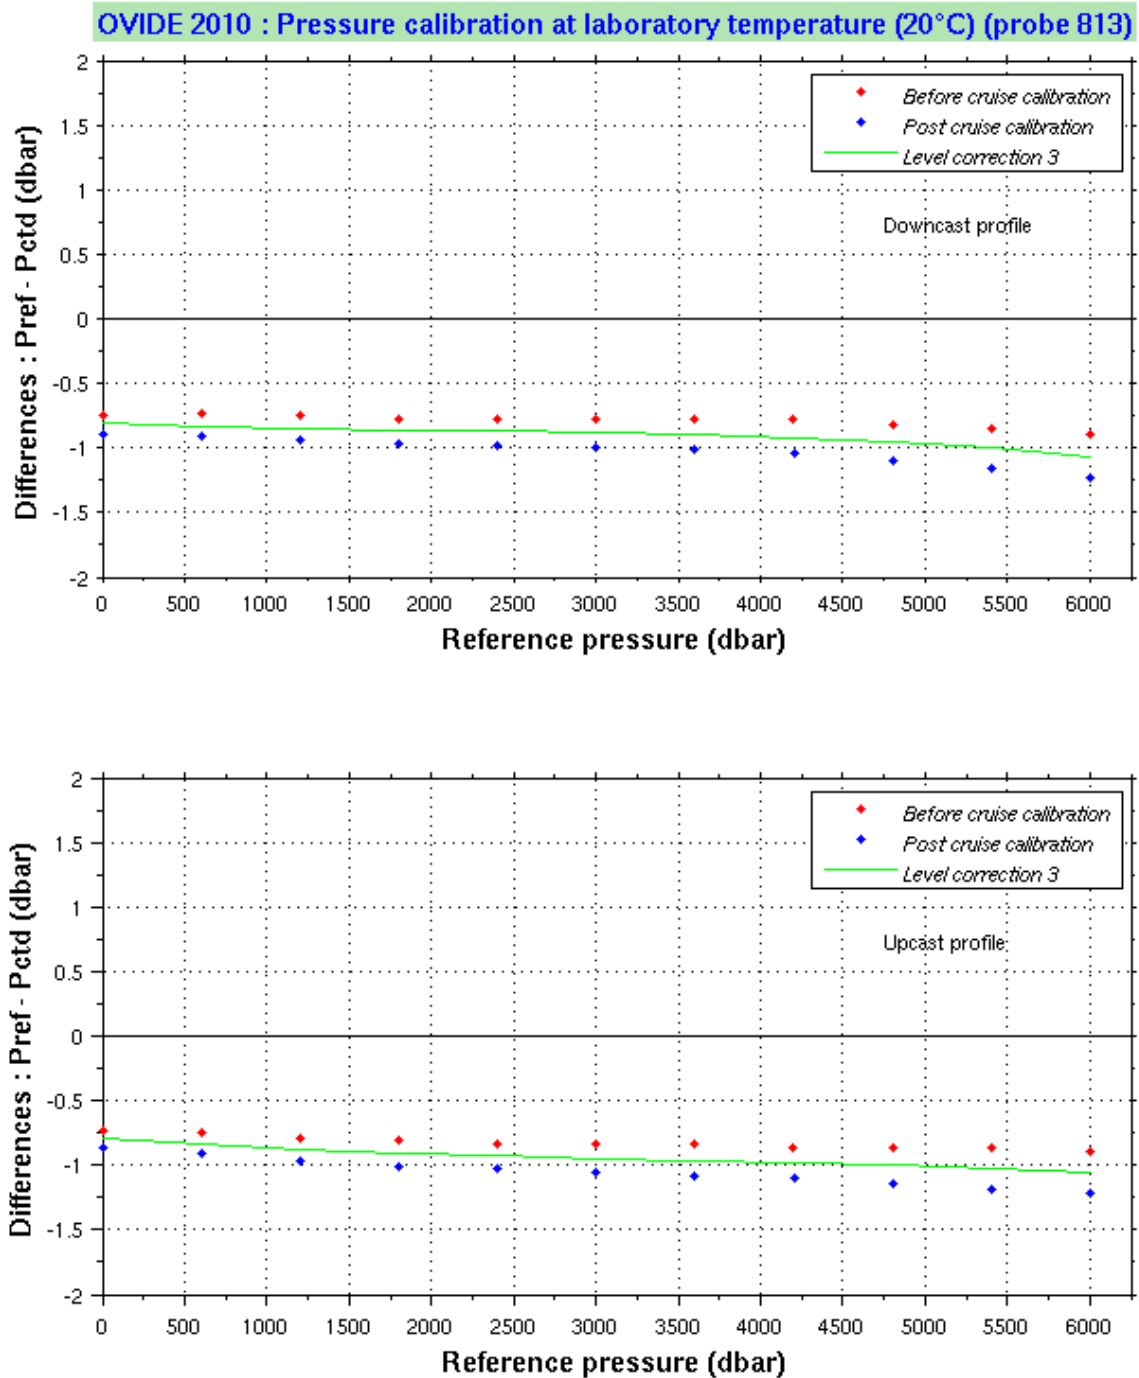 OVIDE 2010 : Pressure calibration at laboratory temperature (20°C) (probe 813)
Differences : Pref - Pctd (dbar)
2
1.5
1
0.5
0
-0.5
-1
-1.5
-2
Before cruise calibration
Post cruise calibration
Level correction 3
Downcast profile
0 500 1000 1500 2000 2500 3000 3500 4000 4500 5000 5500 6000
Reference pressure (dbar)
Differences : Pref - Pctd (dbar)
2
1.5
1
0.5
0
-0.5
-1
-1.5
-2
Before cruise calibration
Post cruise calibration
Level correction 3
Upcast profile
0 500 1000 1500 2000 2500 3000 3500 4000 4500 5000 5500 6000
Reference pressure (dbar)